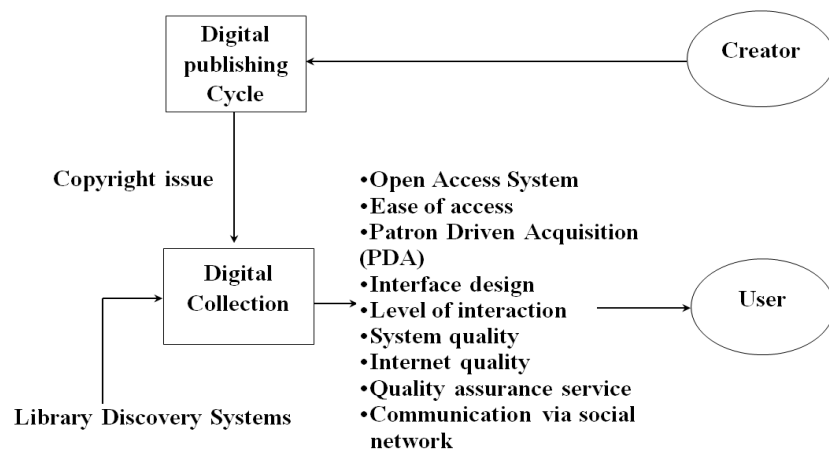 Digital
publishing
Cycle
Creator
Copyright issue
•Open Access System
•Ease of access
•Patron Driven Acquisition
(PDA)
•Interface design
•Level of interaction
•System quality
•Internet quality
•Quality assurance service
•Communication via social
network
Digital
Collection
User
Library Discovery Systems